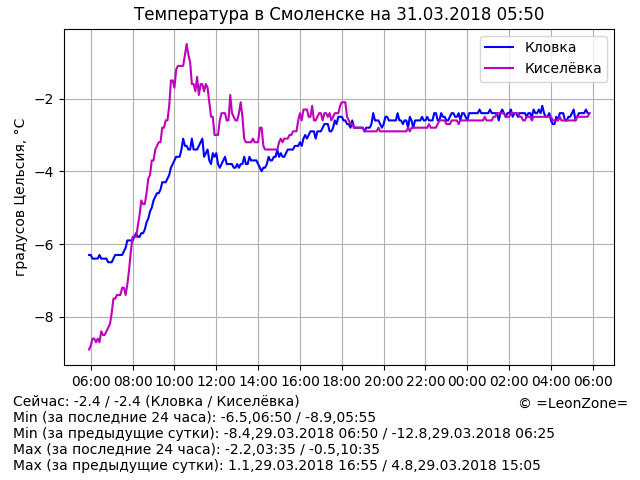 Температура в Смоленске на 31.03.2018 05:50
Кловка
Киселёвка
градусов Цельсия, °C
−2
−4
−6
−8
06:00 08:00 10:00 12:00 14:00 16:00 18:00 20:00 22:00 00:00 02:00 04:00 06:00
Сейчас: -2.4 / -2.4 (Кловка / Киселёвка)
© =LeonZone=
Min (за последние 24 часа): -6.5,06:50 / -8.9,05:55
Min (за предыдущие сутки): -8.4,29.03.2018 06:50 / -12.8,29.03.2018 06:25
Max (за последние 24 часа): -2.2,03:35 / -0.5,10:35
Max (за предыдущие сутки): 1.1,29.03.2018 16:55 / 4.8,29.03.2018 15:05